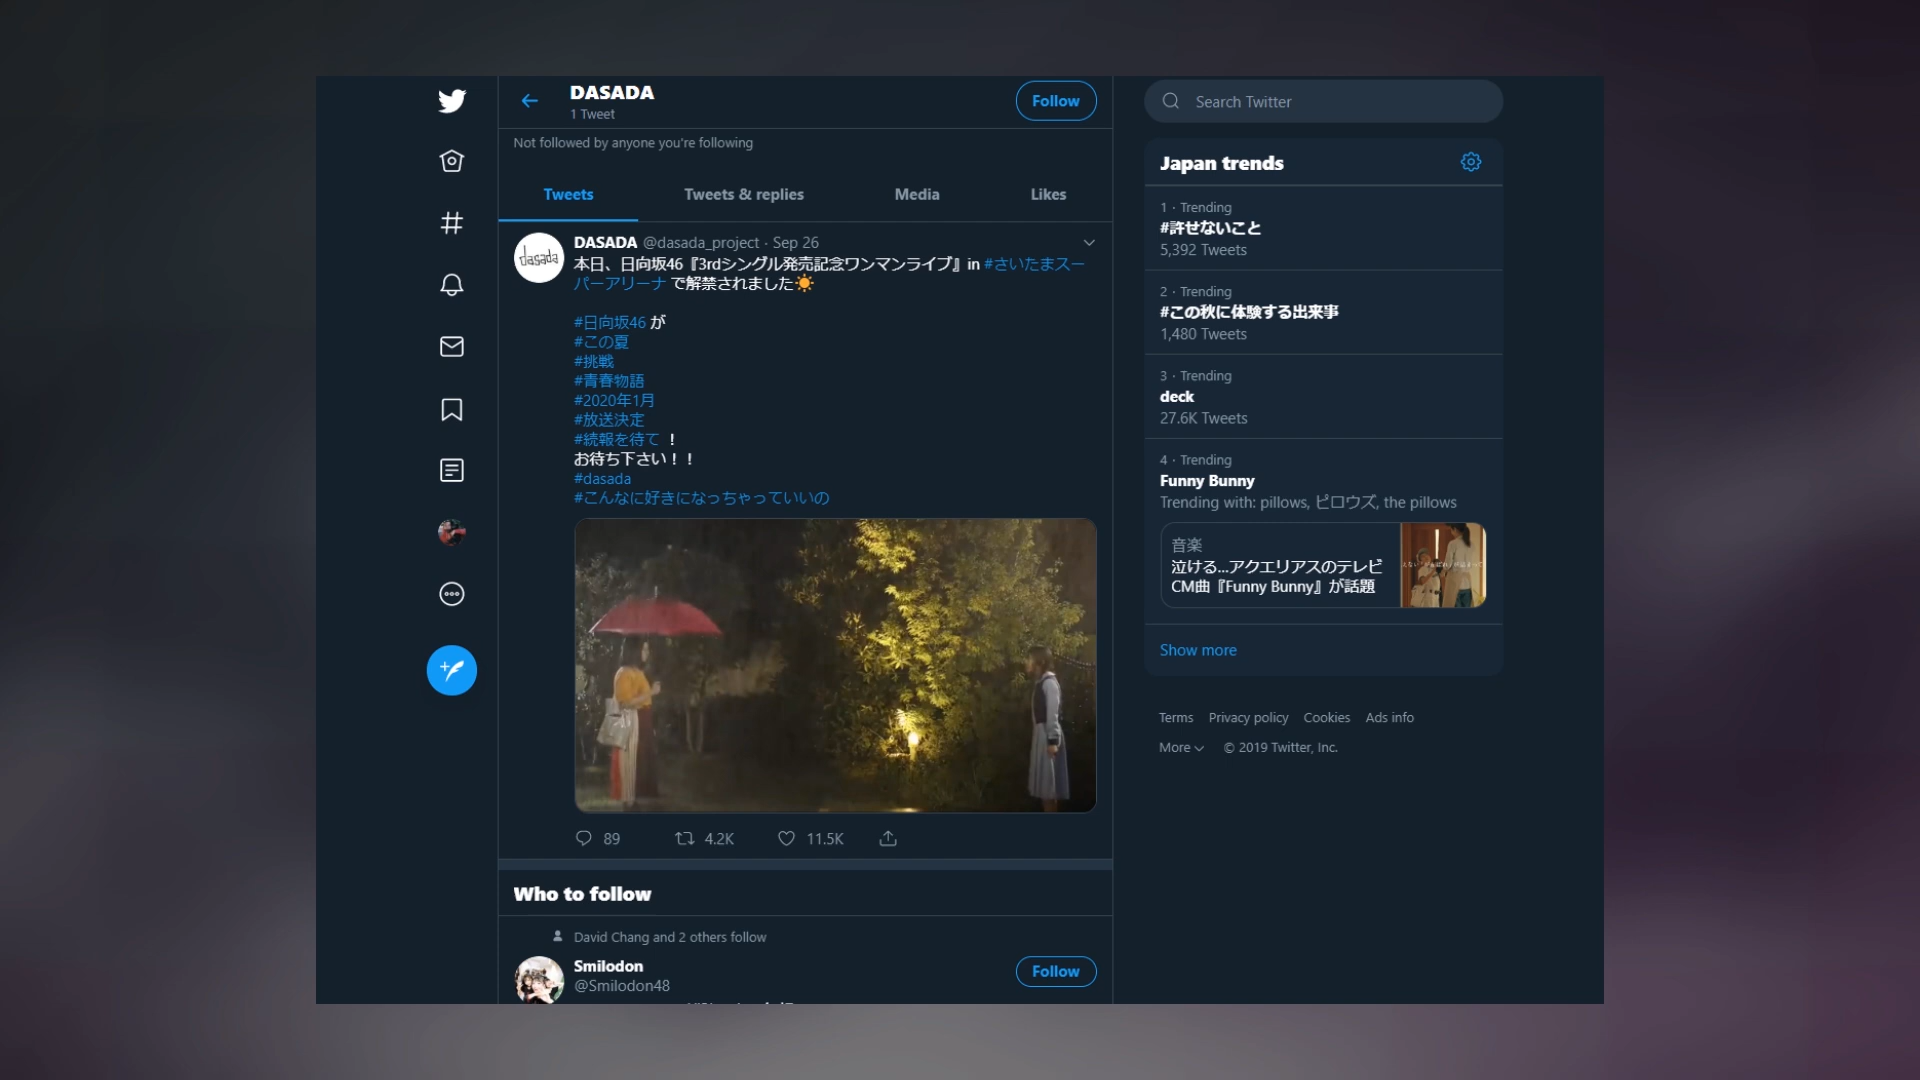 DASADA
1 Tweet
Follow
Not followed by anyone you're following
Tweets
Tweets & replies
Media
Likes
dasada
DASADA @dasada_project · Sep 26
本日、日向坂46『3rdシングル発売記念ワンマンライブ』in #さいたまスー
パーアリーナ で解禁されました
#日向坂46 が
#この夏
#挑戦
#青春物語
#2020年1月
#放送決定
#続報を待て ！
お待ち下さい！！
#dasada
#こんなに好きになっちゃっていいの
89
4.2K
11.5K
Who to follow
David Chang and 2 others follow
Smilodon
@Smilodon48
Follow
Search Twitter
Japan trends
1 · Trending
#許せないこと
5,392 Tweets
2 · Trending
#この秋に体験する出来事
1,480 Tweets
3 · Trending
deck
27.6K Tweets
4 · Trending
Funny Bunny
Trending with: pillows, ピロウズ, the pillows
音楽
泣ける...アクエリアスのテレビ
CM曲『Funny Bunny』が話題
Show more
Terms Privacy policy Cookies Ads info
More © 2019 Twitter, Inc.